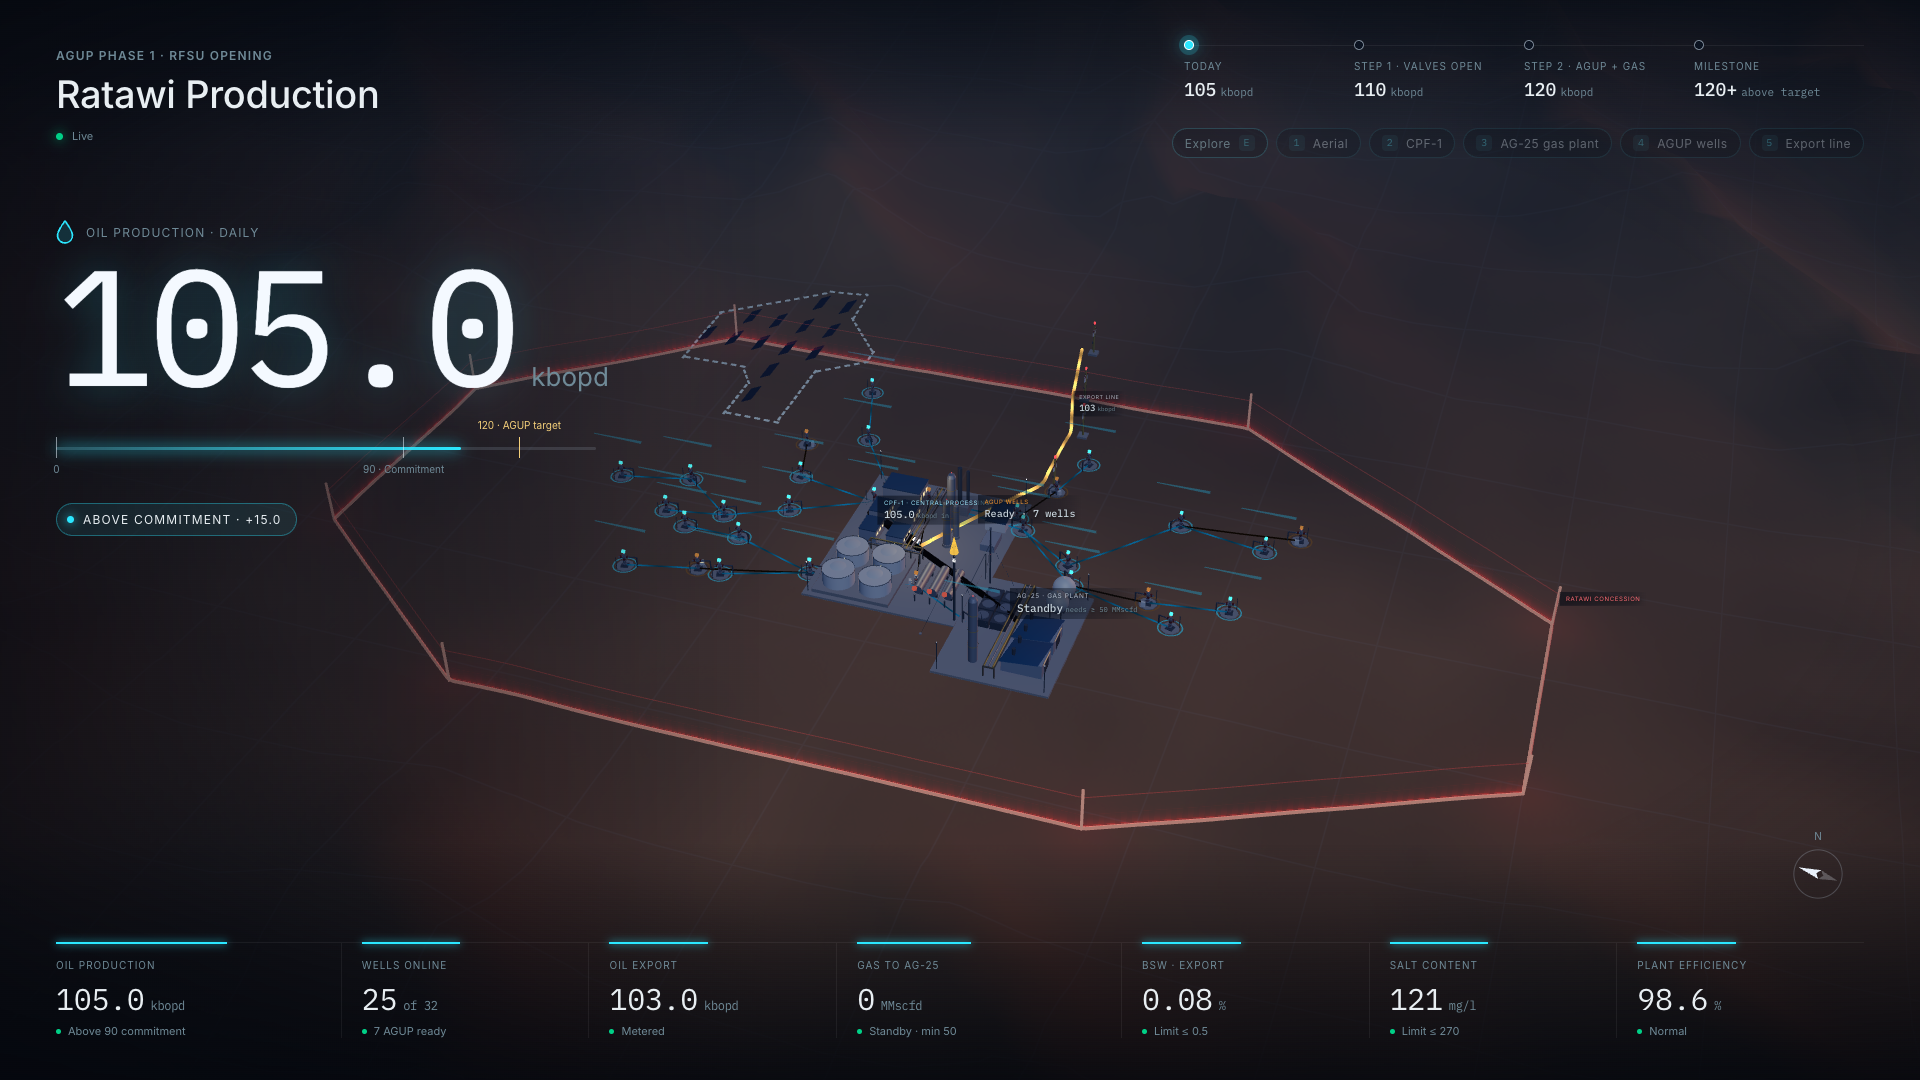 AGUP PHASE 1 · RFSU OPENING
Ratawi Production
Live
TODAY
105 kbopd
STEP 1 · VALVES OPEN
110 kbopd
STEP 2 · AGUP + GAS
120 kbopd
MILESTONE
120+ above target
Explore E
1 Aerial
2 CPF-1
3 AG-25 gas plant
4 AGUP wells
5 Export line
OIL PRODUCTION · DAILY
105.0 kbopd
120 · AGUP target
0
90 · Commitment
ABOVE COMMITMENT · +15.0
EXPORT LINE
103 kbopd
CPF-1 · CENTRAL PROCESS
105.0 kbopd in
AGUP WELLS
Ready · 7 wells
AG-25 · GAS PLANT
Standby needs ≥ 50 MMscfd
RATAWI CONCESSION
N
OIL PRODUCTION
105.0 kbopd
Above 90 commitment
WELLS ONLINE
25 of 32
7 AGUP ready
OIL EXPORT
103.0 kbopd
Metered
GAS TO AG-25
0 MMscfd
Standby · min 50
BSW · EXPORT
0.08 %
Limit ≤ 0.5
SALT CONTENT
121 mg/l
Limit ≤ 270
PLANT EFFICIENCY
98.6 %
Normal